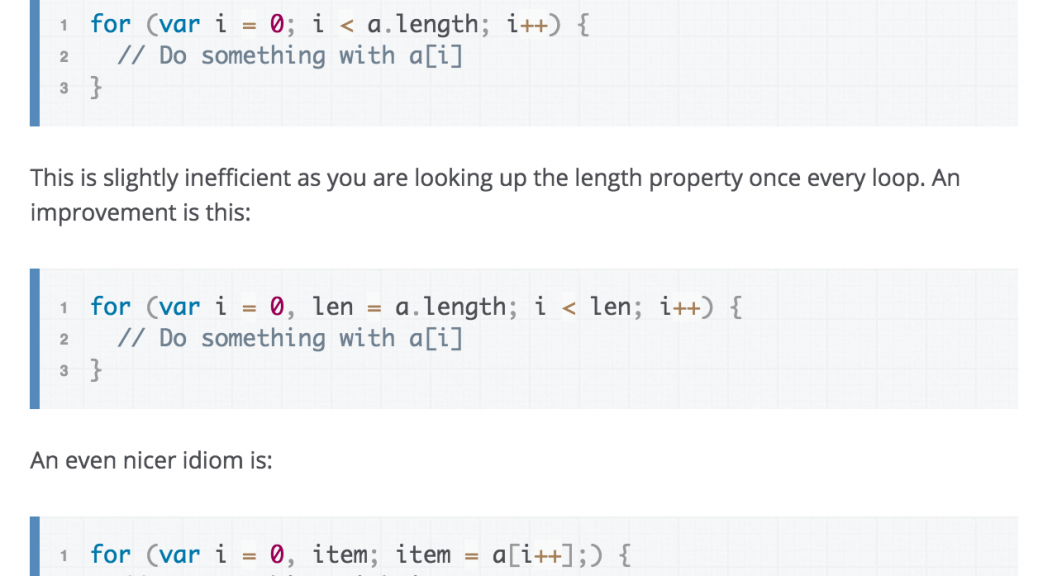 1 for (var i = 0; i < a.length; i++) {
2 // Do something with a[i]
3 }
This is slightly inefficient as you are looking up the length property once every loop. An
improvement is this:
1 for (var i = 0, len = a.length; i < len; i++) {
2 // Do something with a[i]
3 }
An even nicer idiom is:
1 for (var i = 0, item; item = a[i++];) {